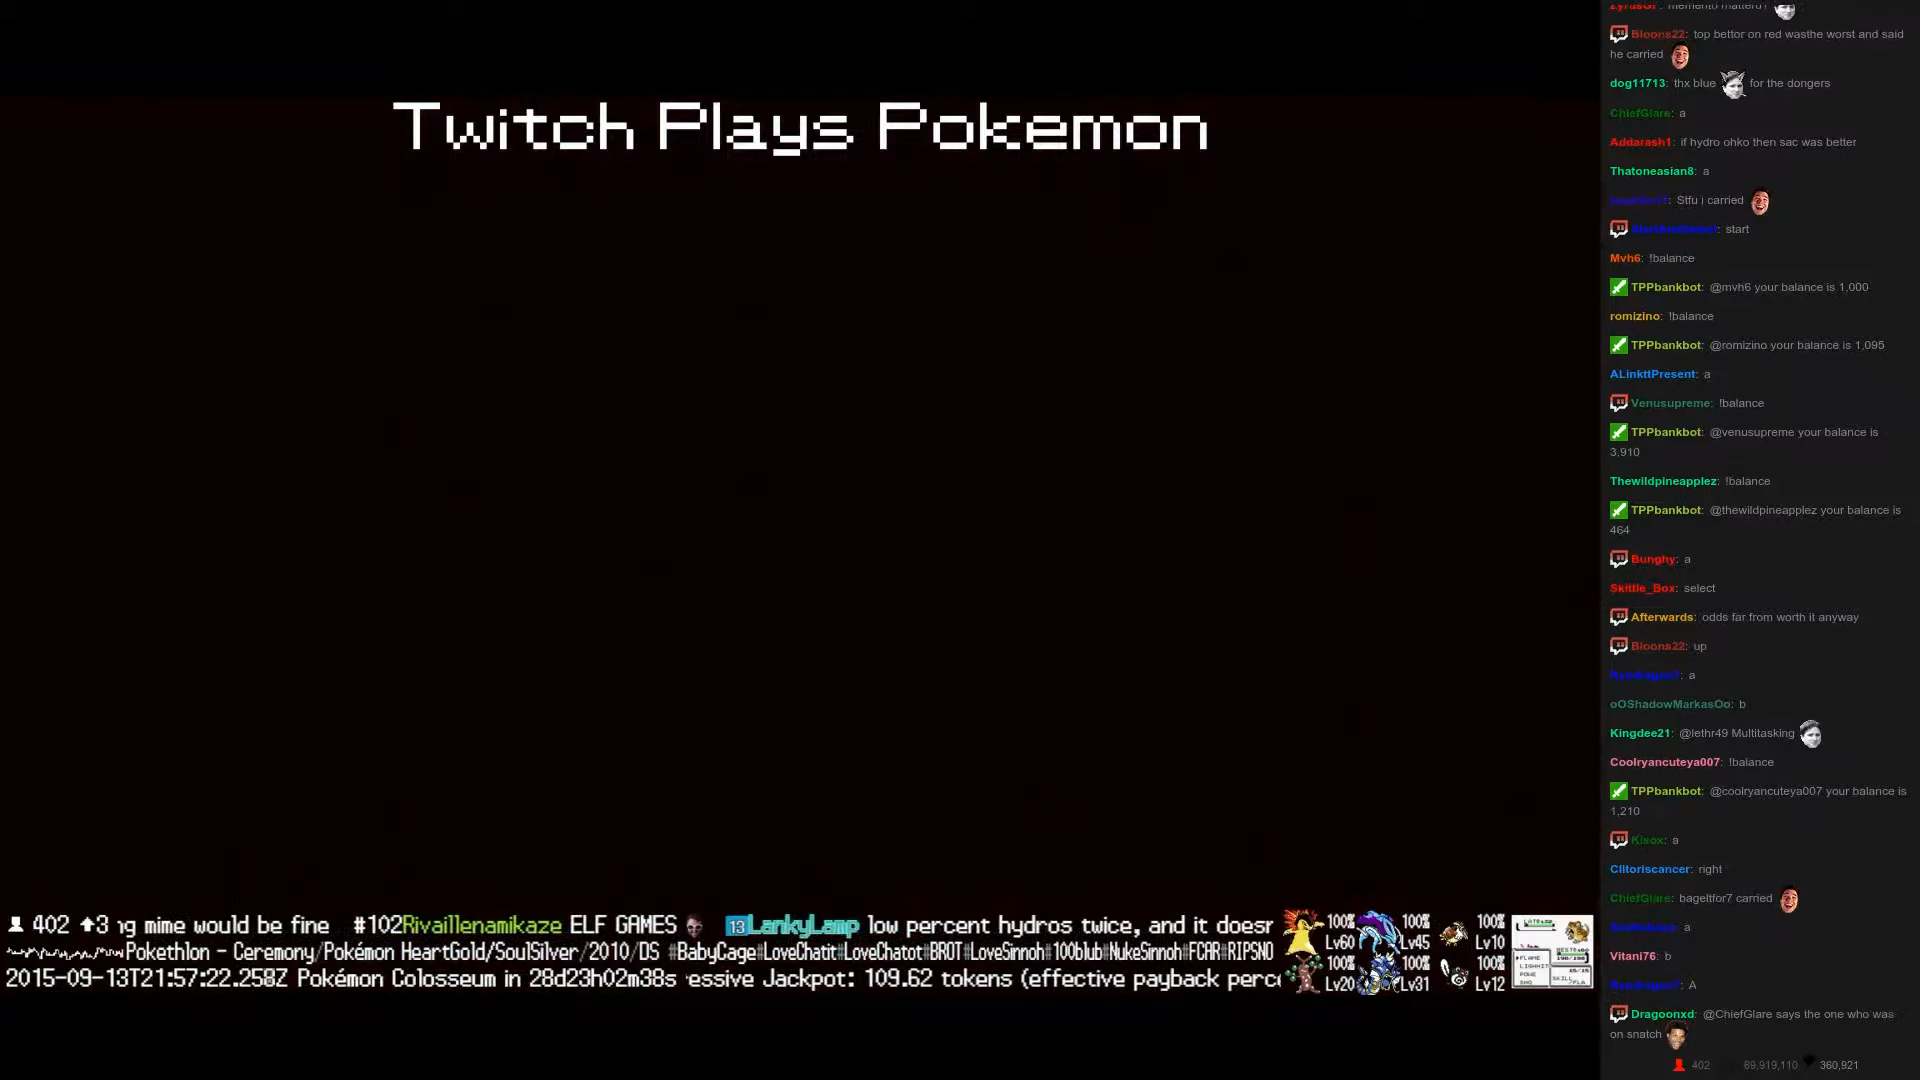 Twitch Plays Pokemon
402 3 ng mime would be fine #102Rivaillenamikaze ELF GAMES 13 LankyLamp low percent hydros twice, and it doesr
Pokethlon - Ceremony/Pokémon HeartGold/SoulSilver/2010/DS #BabyCage#LoveChatit#LoveChatot#BROT#LoveSinnoh#100blub#NukeSinnoh#FCAR#RIPSNO
2015-09-13T21:57:22.258Z Pokémon Colosseum in 28d23h02m38s ressive Jackpot: 109.62 tokens (effective payback perc
100% 100% 100%
Lv60 Lv45 Lv10
100% 100% 100%
Lv20 Lv31 Lv12
ZyrusGr: memento mattera?
Bloons22: top bettor on red wasthe worst and said
he carried
dog11713: thx blue for the dongers
ChiefGlare: a
Addarash1: if hydro ohko then sac was better
Thatoneasian8: a
Stfu i carried
StartAndSelect: start
Mvh6: !balance
TPPbankbot: @mvh6 your balance is 1,000
romizino: !balance
TPPbankbot: @romizino your balance is 1,095
ALinkttPresent: a
Venusupreme: !balance
TPPbankbot: @venusupreme your balance is
3,910
Thewildpineapplez: !balance
TPPbankbot: @thewildpineapplez your balance is
464
Bunghy: a
Skittle_Box: select
Afterwards: odds far from worth it anyway
Bloons22: up
a
oOShadowMarkasOo: b
Kingdee21: @lethr49 Multitasking
Coolryancuteya007: !balance
TPPbankbot: @coolryancuteya007 your balance is
1,210
Kisox: a
Clitoriscancer: right
ChiefGlare: bageltfor7 carried
a
Vitani76: b
A
Dragoonxd: @ChiefGlare says the one who was
on snatch
402 69,919,110 360,921